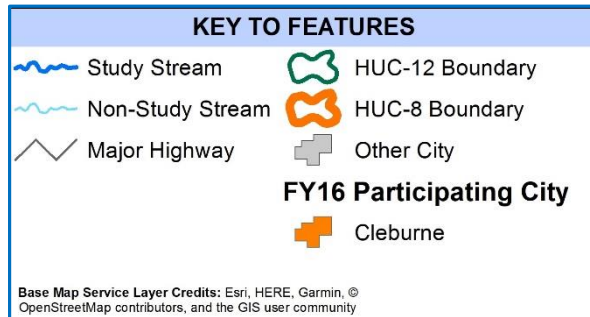 KEY TO FEATURES
Study Stream
Non-Study Stream
Major Highway
HUC-12 Boundary
HUC-8 Boundary
Other City
FY16 Participating City
Cleburne
Base Map Service Layer Credits: Esri, HERE, Garmin, ©
OpenStreetMap contributors, and the GIS user community